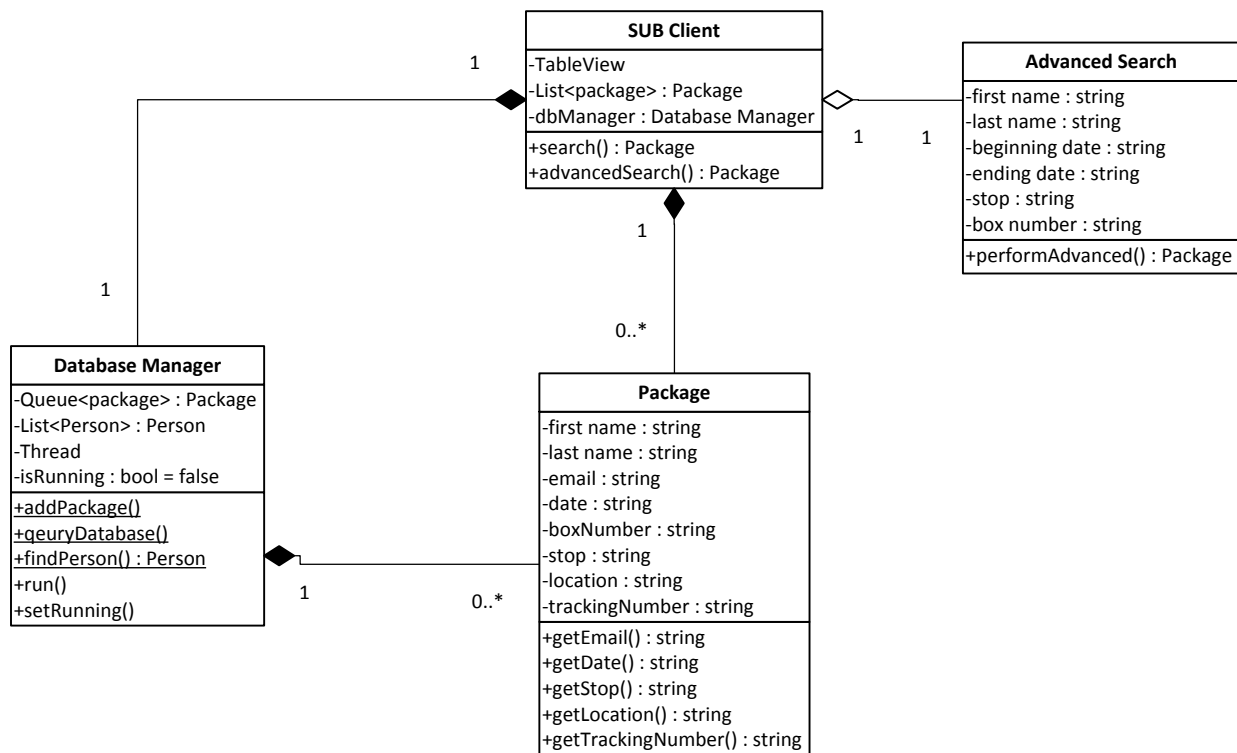 SUB Client
-TableView
-List<package> : Package
-dbManager : Database Manager
+search() : Package
+advancedSearch() : Package
Advanced Search
-first name : string
-last name : string
-beginning date : string
-ending date : string
-stop : string
-box number : string
+performAdvanced() : Package
1
1
1
1
1
0..*
Database Manager
-Queue<package> : Package
-List<Person> : Person
-Thread
-isRunning : bool = false
+addPackage()
+qeuryDatabase()
+findPerson() : Person
+run()
+setRunning()
1
0..*
Package
-first name : string
-last name : string
-email : string
-date : string
-boxNumber : string
-stop : string
-location : string
-trackingNumber : string
+getEmail() : string
+getDate() : string
+getStop() : string
+getLocation() : string
+getTrackingNumber() : string